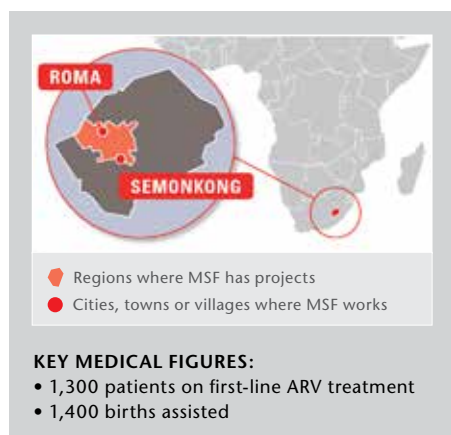 ROMA
SEMONKONG
Regions where MSF has projects
Cities, towns or villages where MSF works
KEY MEDICAL FIGURES:
• 1,300 patients on first-line ARV treatment
• 1,400 births assisted